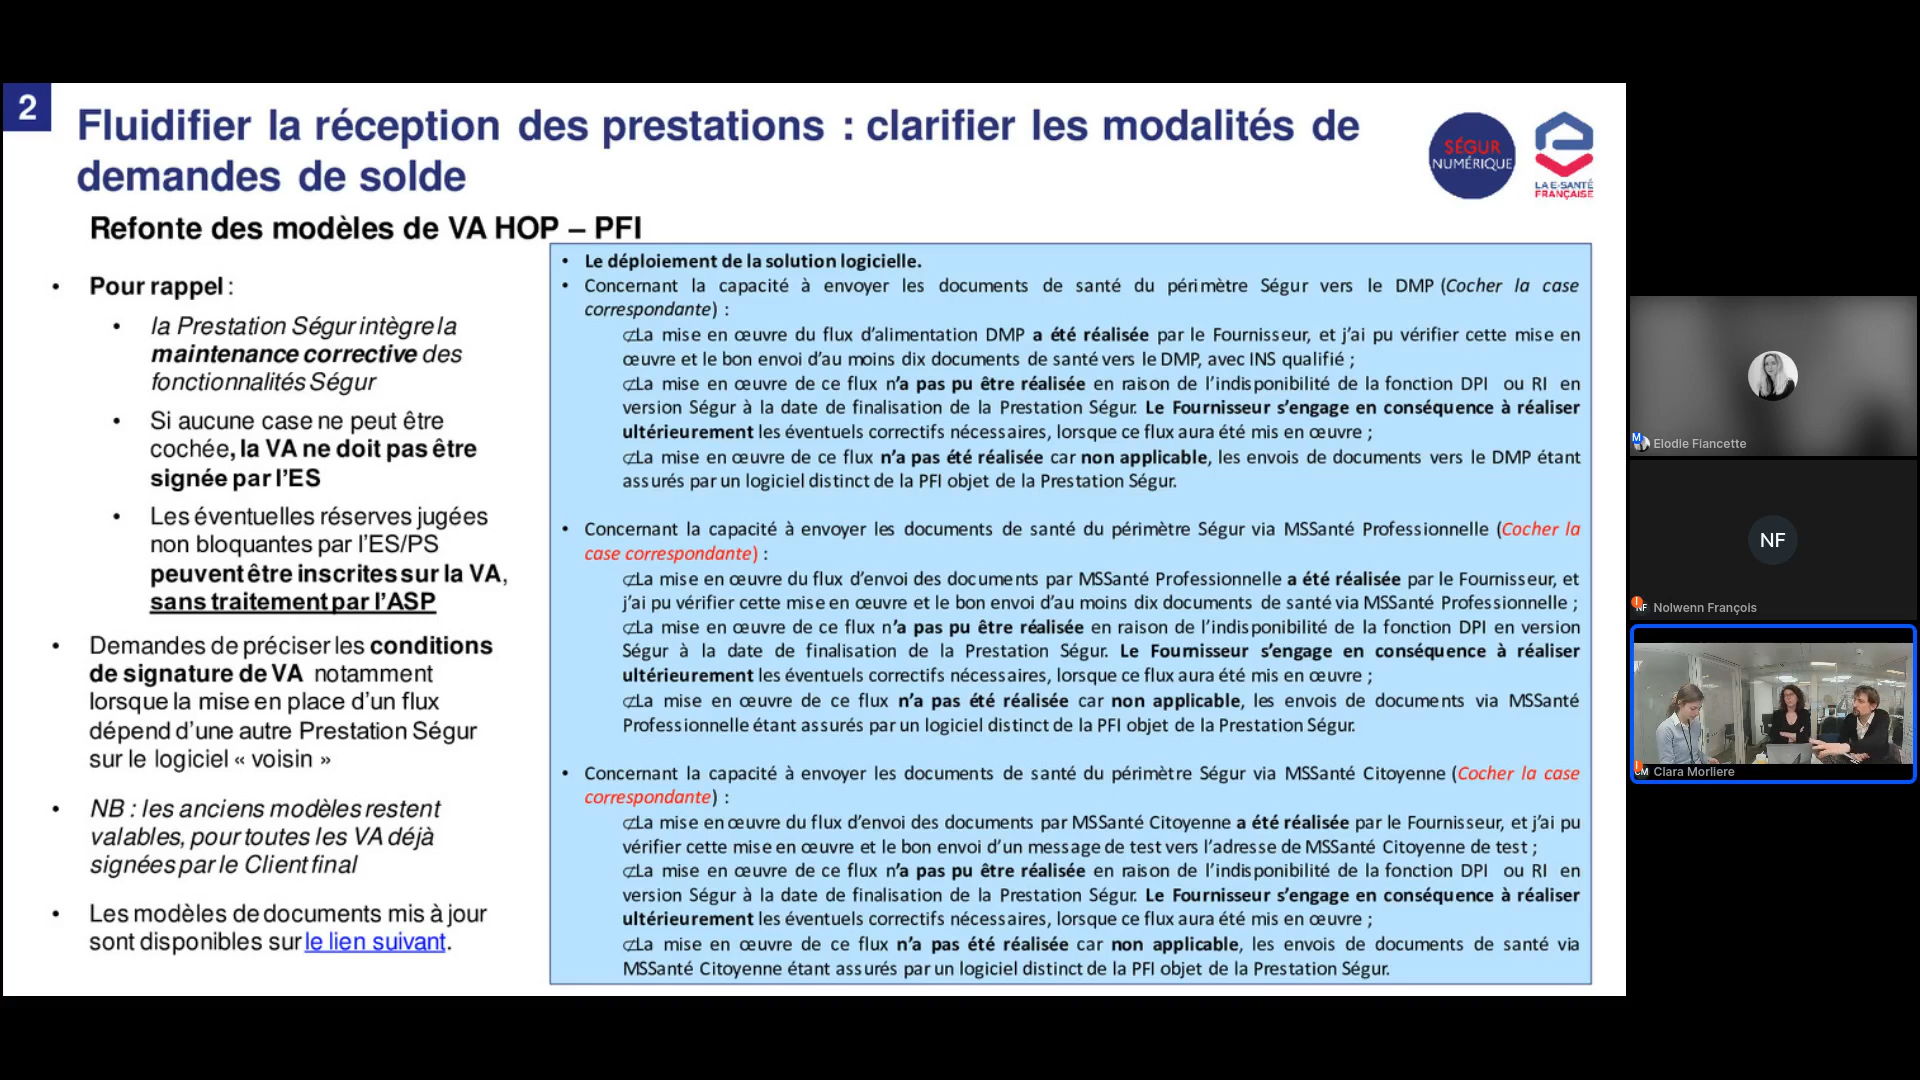 2
Fluidifier la réception des prestations : clarifier les modalités de
demandes de solde
SÉGUR
NUMÉRIQUE
LA E-SANTÉ
FRANÇAISE
Refonte des modèles de VA HOP – PFI
• Pour rappel :
• la Prestation Ségur intègre la
maintenance corrective des
fonctionnalités Ségur
• Si aucune case ne peut être
cochée, la VA ne doit pas être
signée par l'ES
• Les éventuelles réserves jugées
non bloquantes par l'ES/PS
peuvent être inscrites sur la VA,
sans traitement par l'ASP
• Demandes de préciser les conditions
de signature de VA notamment
lorsque la mise en place d'un flux
dépend d'une autre Prestation Ségur
sur le logiciel « voisin »
• NB : les anciens modèles restent
valables, pour toutes les VA déjà
signées par le Client final
• Les modèles de documents mis à jour
sont disponibles sur le lien suivant.
• Le déploiement de la solution logicielle.
• Concernant la capacité à envoyer les documents de santé du périmètre Ségur vers le DMP (Cocher la case
correspondante) :
⊄La mise en œuvre du flux d'alimentation DMP a été réalisée par le Fournisseur, et j'ai pu vérifier cette mise en
œuvre et le bon envoi d'au moins dix documents de santé vers le DMP, avec INS qualifié ;
⊄La mise en œuvre de ce flux n'a pas pu être réalisée en raison de l'indisponibilité de la fonction DPI ou RI en
version Ségur à la date de finalisation de la Prestation Ségur. Le Fournisseur s'engage en conséquence à réaliser
ultérieurement les éventuels correctifs nécessaires, lorsque ce flux aura été mis en œuvre ;
⊄La mise en œuvre de ce flux n'a pas été réalisée car non applicable, les envois de documents vers le DMP étant
assurés par un logiciel distinct de la PFI objet de la Prestation Ségur.
• Concernant la capacité à envoyer les documents de santé du périmètre Ségur via MSSanté Professionnelle (Cocher la
case correspondante) :
⊄La mise en œuvre du flux d'envoi des documents par MSSanté Professionnelle a été réalisée par le Fournisseur, et
j'ai pu vérifier cette mise en œuvre et le bon envoi d'au moins dix documents de santé via MSSanté Professionnelle ;
⊄La mise en œuvre de ce flux n'a pas pu être réalisée en raison de l'indisponibilité de la fonction DPI en version
Ségur à la date de finalisation de la Prestation Ségur. Le Fournisseur s'engage en conséquence à réaliser
ultérieurement les éventuels correctifs nécessaires, lorsque ce flux aura été mis en œuvre ;
⊄La mise en œuvre de ce flux n'a pas été réalisée car non applicable, les envois de documents via MSSanté
Professionnelle étant assurés par un logiciel distinct de la PFI objet de la Prestation Ségur.
• Concernant la capacité à envoyer les documents de santé du périmètre Ségur via MSSanté Citoyenne (Cocher la case
correspondante) :
⊄La mise en œuvre du flux d'envoi des documents par MSSanté Citoyenne a été réalisée par le Fournisseur, et j'ai pu
vérifier cette mise en œuvre et le bon envoi d'un message de test vers l'adresse de MSSanté Citoyenne de test ;
⊄La mise en œuvre de ce flux n'a pas pu être réalisée en raison de l'indisponibilité de la fonction DPI ou RI en
version Ségur à la date de finalisation de la Prestation Ségur. Le Fournisseur s'engage en conséquence à réaliser
ultérieurement les éventuels correctifs nécessaires, lorsque ce flux aura été mis en œuvre ;
⊄La mise en œuvre de ce flux n'a pas été réalisée car non applicable, les envois de documents de santé via
MSSanté Citoyenne étant assurés par un logiciel distinct de la PFI objet de la Prestation Ségur.
M
Elodie Flancette
NF
NF
Nolwenn François
CM
Clara Morliere